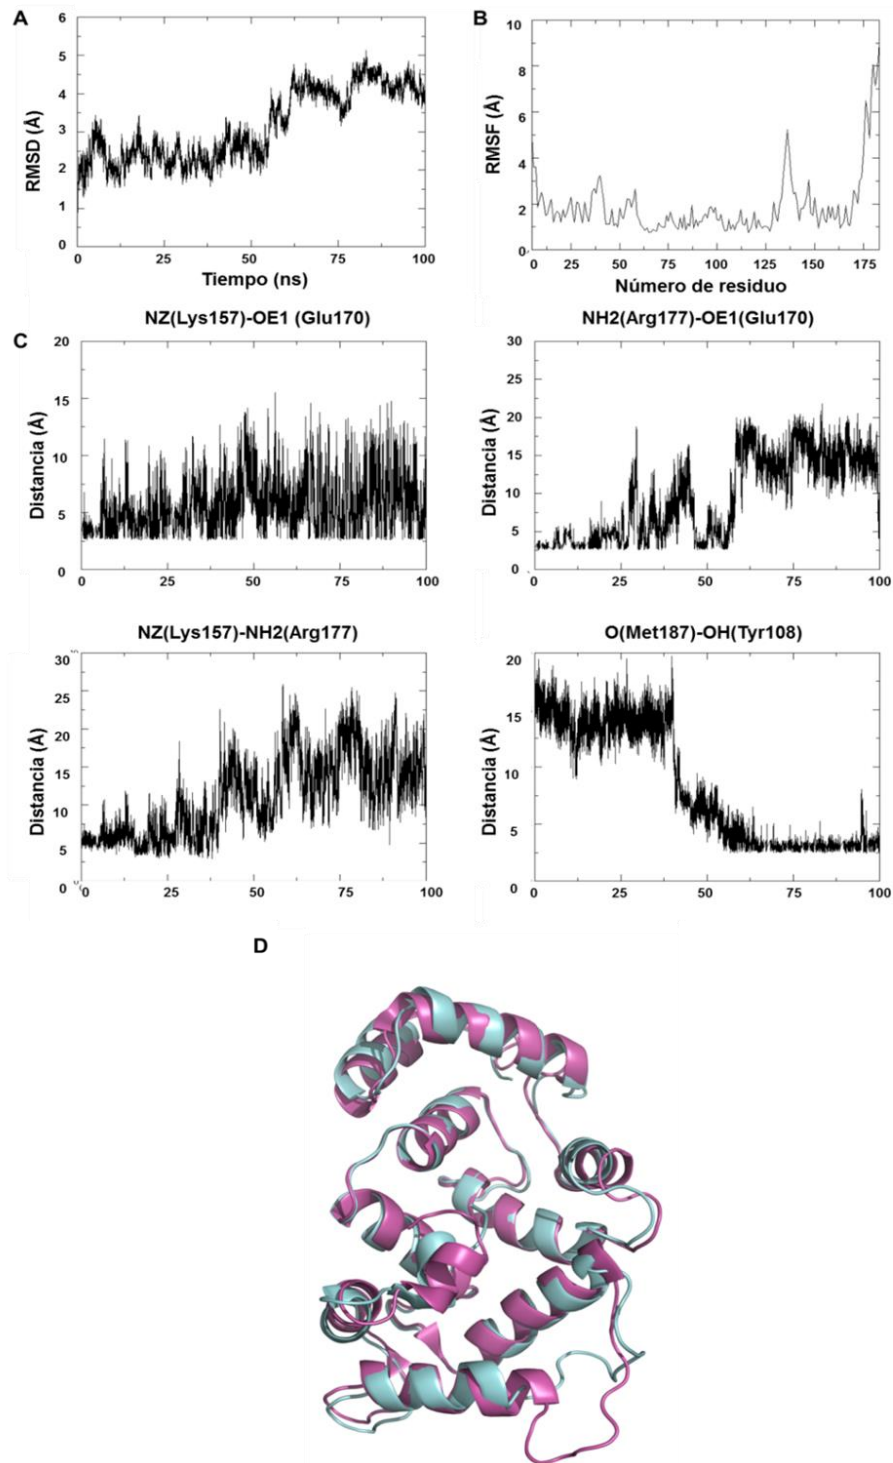 A
6
5
4
3
2
1
0
RMSD (Å)
0 25 50 75 100
Tiempo (ns)
B
10
8
6
4
2
0
RMSF (Å)
0 25 50 75 100 125 150 175
Número de residuo
C
NZ(Lys157)-OE1 (Glu170)
20
15
10
5
0
Distancia (Å)
0 25 50 75 100
NH2(Arg177)-OE1(Glu170)
30
25
20
15
10
5
0
Distancia (Å)
0 25 50 75 100
NZ(Lys157)-NH2(Arg177)
30
25
20
15
10
5
0
Distancia (Å)
0 25 50 75 100
O(Met187)-OH(Tyr108)
20
15
10
5
0
Distancia (Å)
0 25 50 75 100
D